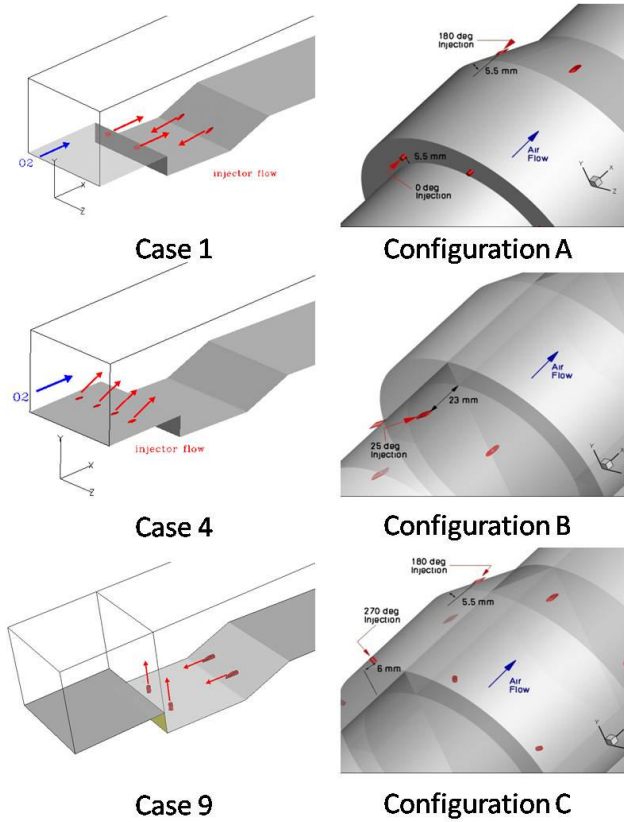 O2
Y
X
Z
injector flow
Case 1
180 deg
Injection
5.5 mm
5.5 mm
0 deg
Injection
Air
Flow
Y
X
Z
Configuration A
O2
Y
X
Z
injector flow
Case 4
23 mm
25 deg
Injection
Air
Flow
Y
X
Configuration B
Case 9
180 deg
Injection
5.5 mm
270 deg
Injection
6 mm
Air
Flow
Y
Configuration C